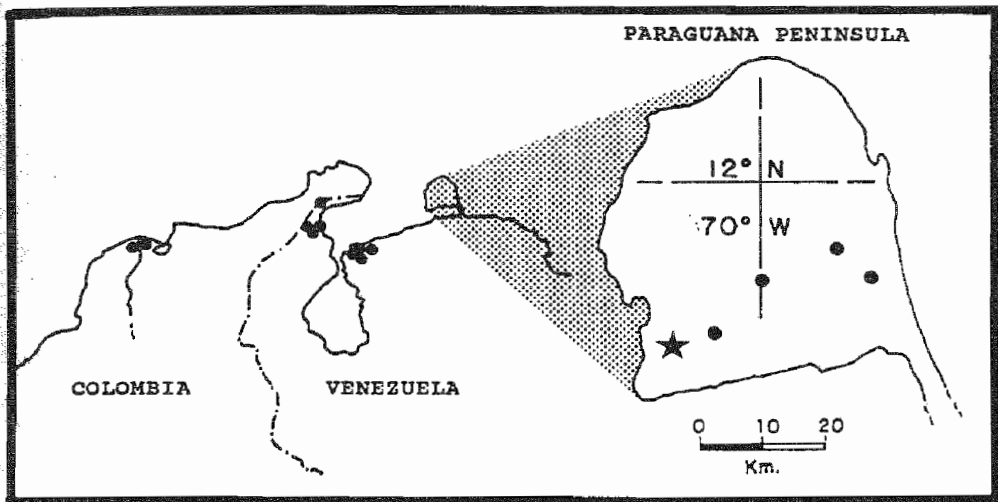 PARAGUANA PENINSULA
12° N
70° W
COLOMBIA
VENEZUELA
0 10 20
Km.